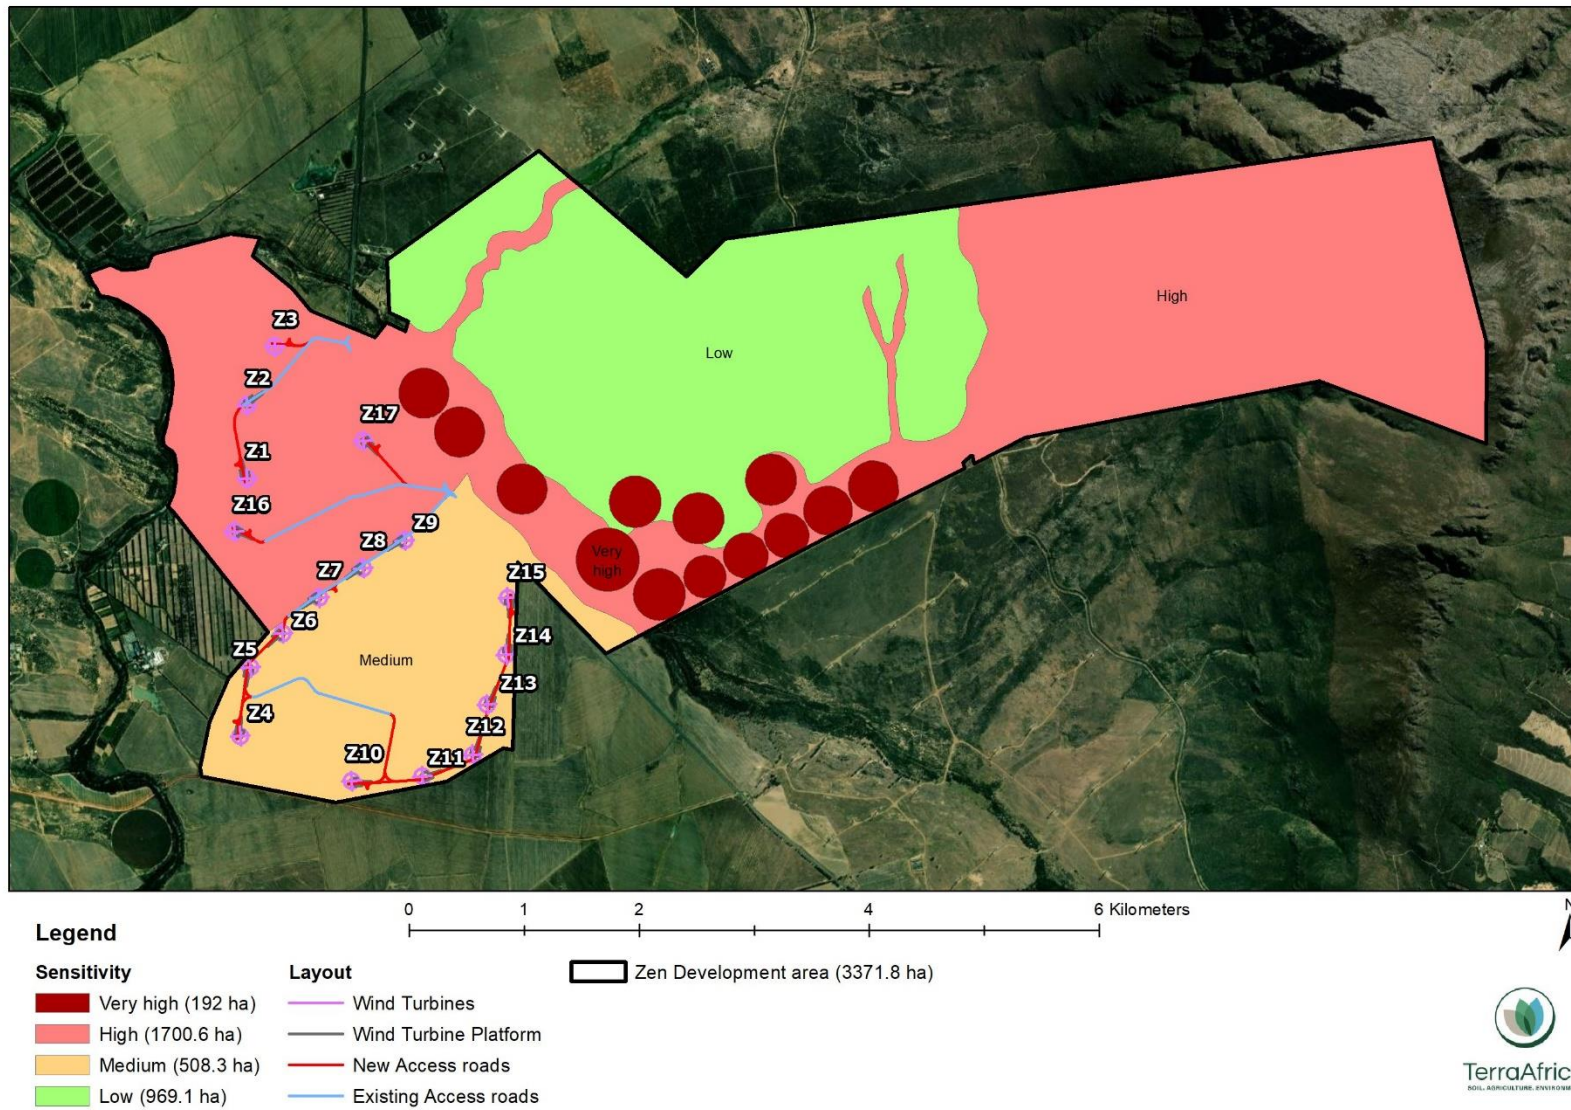 Z3
Z2
Z17
Z1
Z16
Z9
Z8
Z7
Z15
Z6
Z14
Z5
Z13
Z4
Z12
Z11
Z10
High
Low
Very
high
Medium
0 1 2 4 6 Kilometers
N
Legend
Sensitivity
Very high (192 ha)
High (1700.6 ha)
Medium (508.3 ha)
Low (969.1 ha)
Layout
Wind Turbines
Wind Turbine Platform
New Access roads
Existing Access roads
Zen Development area (3371.8 ha)
TerraAfric
SOIL. AGRICULTURE. ENVIRONM